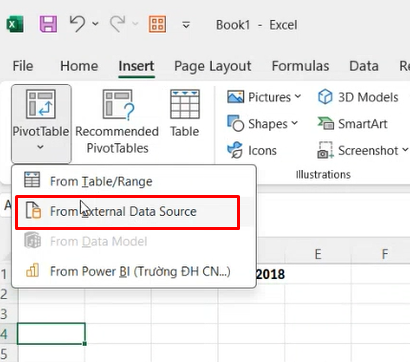 Book1 - Excel
File Home Insert Page Layout Formulas Data
PivotTable Recommended PivotTables Table
Pictures 3D Models
Shapes SmartArt
Icons Screenshot
Illustrations
From Table/Range
From External Data Source
From Data Model
From Power BI (Trường ĐH CN...)
E F
1 2018
2
3
4
5